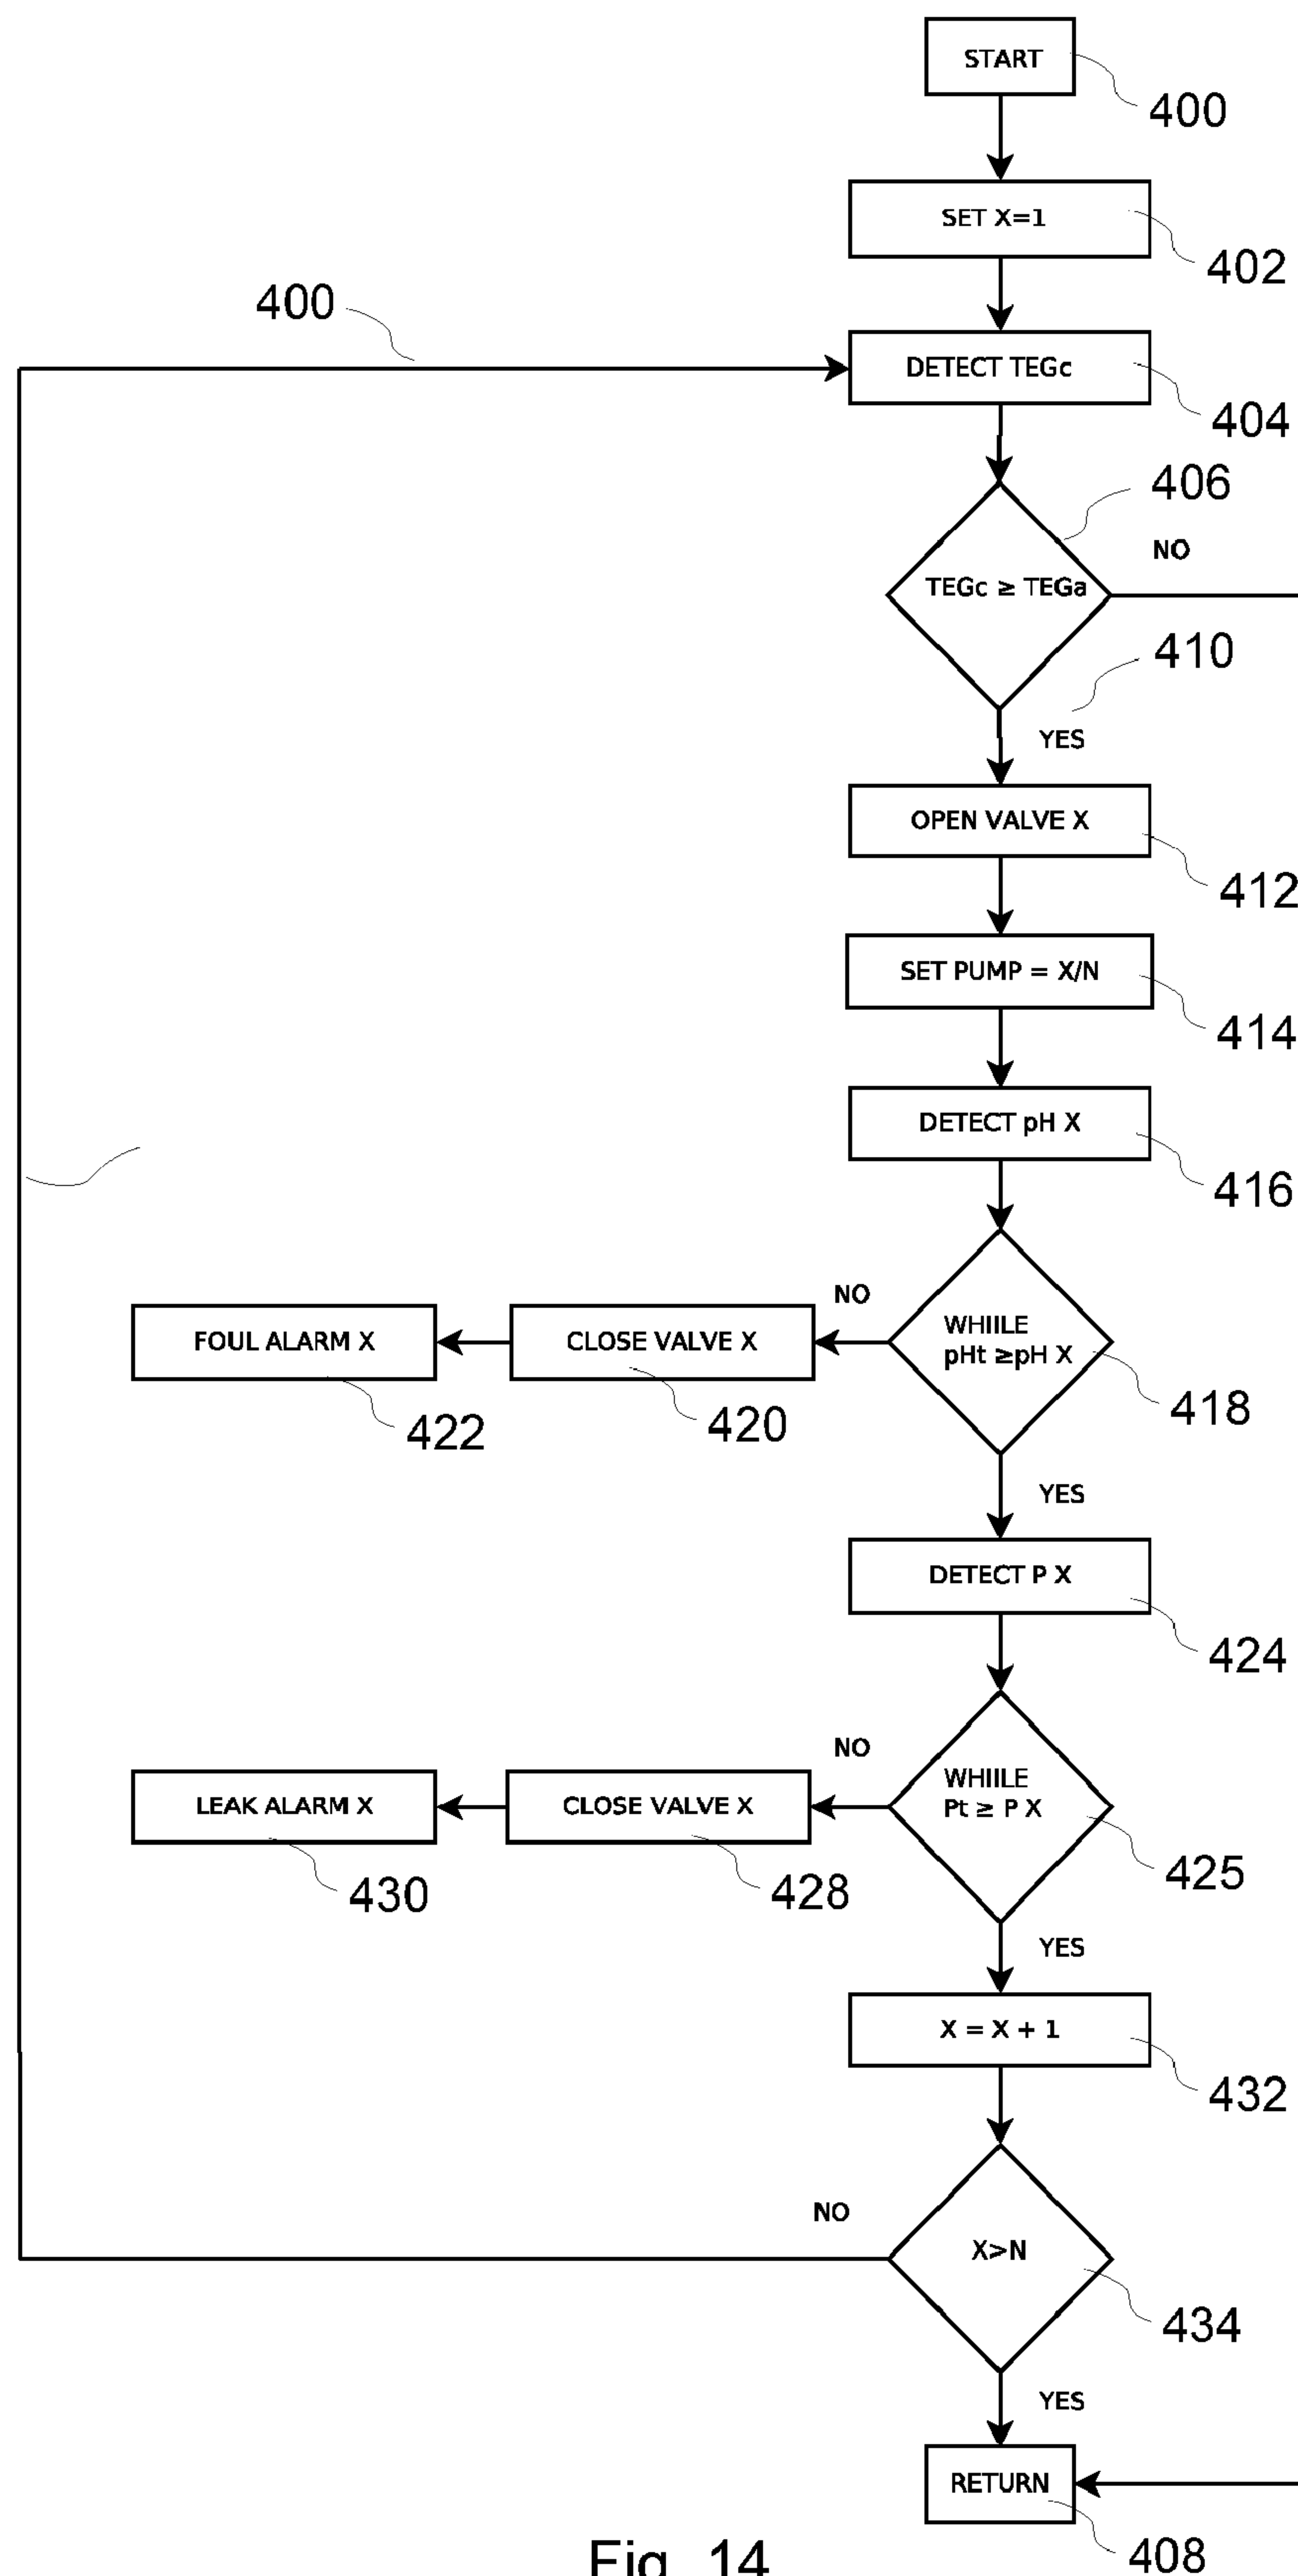 START
400
SET X=1
402
400
DETECT TEGc
404
406
NO
TEGc ≥ TEGa
410
YES
OPEN VALVE X
412
SET PUMP = X/N
414
DETECT pH X
416
NO
WHIILE
pHt ≥pH X
FOUL ALARM X
CLOSE VALVE X
418
422
420
YES
DETECT P X
424
NO
WHIILE
Pt ≥ P X
LEAK ALARM X
CLOSE VALVE X
425
430
428
YES
X = X + 1
432
NO
X>N
434
YES
RETURN
408
Fig. 14